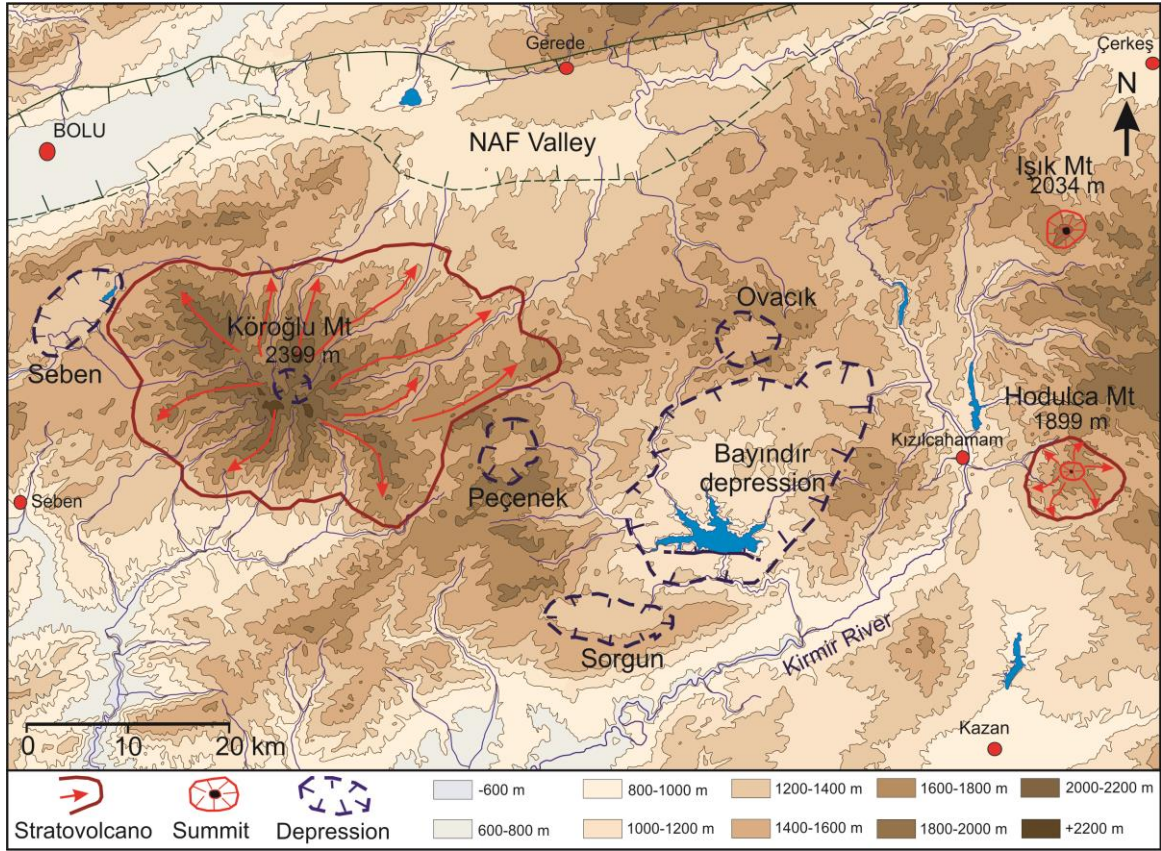 Gerede
Çerkeş
N
BOLU
NAF Valley
Işık Mt
2034 m
Ovacık
Köroğlu Mt
2399 m
Seben
Hodulca Mt
1899 m
Kızılcahamam
Bayındır
depression
Peçenek
Seben
Sorgun
Kirmir River
Kazan
0 10 20 km
-600 m 800-1000 m 1200-1400 m 1600-1800 m 2000-2200 m
Stratovolcano Summit Depression 600-800 m 1000-1200 m 1400-1600 m 1800-2000 m +2200 m